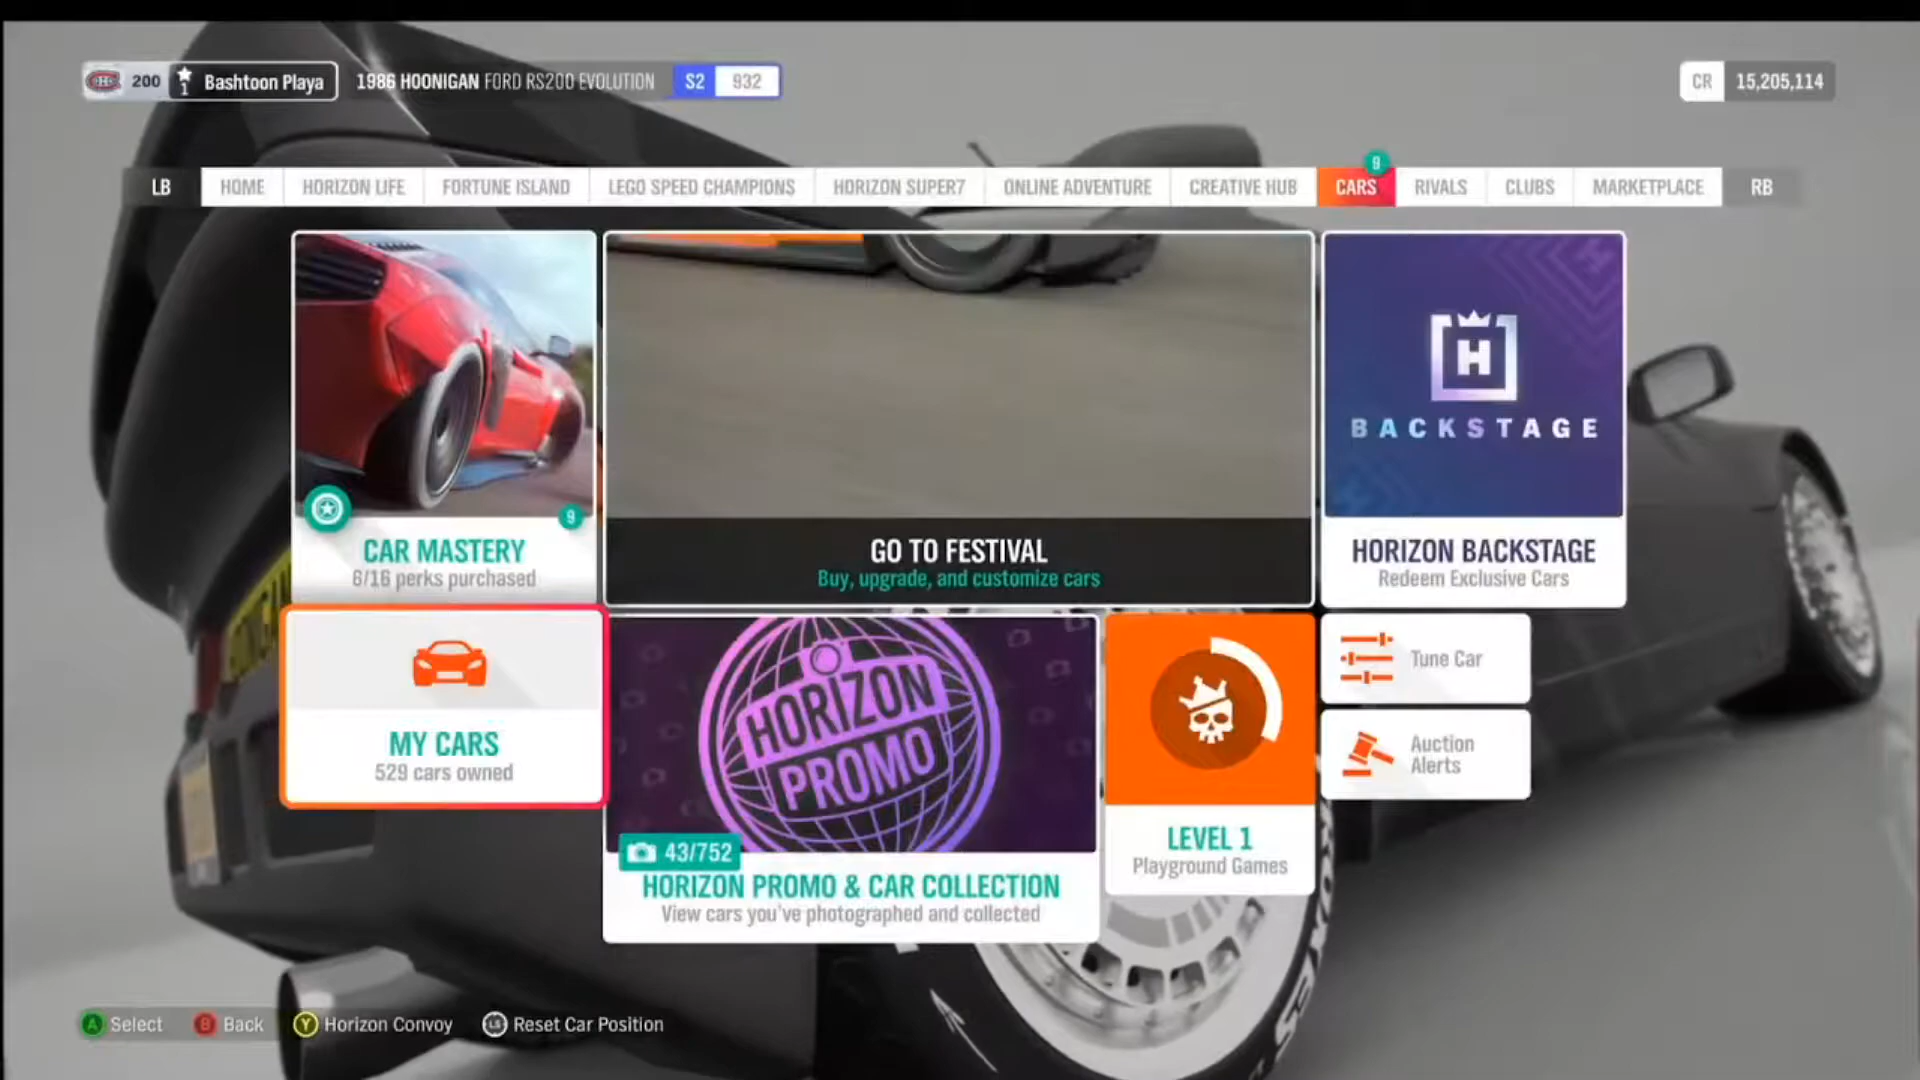 200 1 Bashtoon Playa 1986 HOONIGAN FORD RS200 EVOLUTION S2 932
CR 15,205,114
9
LB HOME HORIZON LIFE FORTUNE ISLAND LEGO SPEED CHAMPIONS HORIZON SUPER7 ONLINE ADVENTURE CREATIVE HUB CARS RIVALS CLUBS MARKETPLACE RB
H
BACKSTAGE
9
CAR MASTERY
6/16 perks purchased
GO TO FESTIVAL
Buy, upgrade, and customize cars
HORIZON BACKSTAGE
Redeem Exclusive Cars
MY CARS
529 cars owned
HORIZON
PROMO
43/752
HORIZON PROMO & CAR COLLECTION
View cars you've photographed and collected
LEVEL 1
Playground Games
Tune Car
Auction
Alerts
A Select B Back Y Horizon Convoy LS Reset Car Position